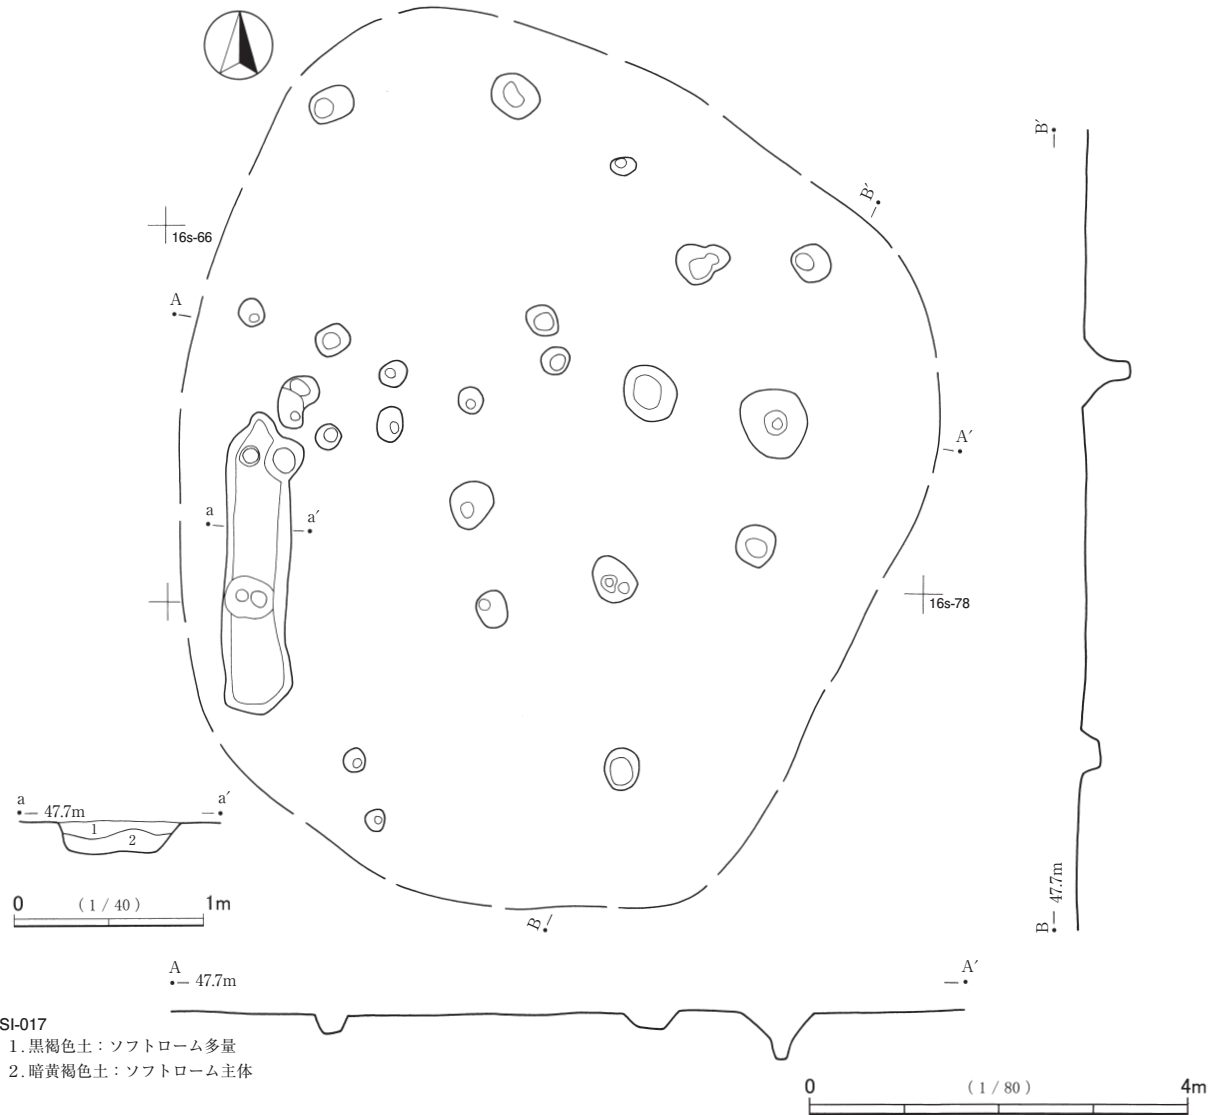 B′
B′
16s-66
A
A′
a
a′
16s-78
a
a′
47.7m
1
2
0
(1/40)
1m
B
47.7m
B
A
47.7m
A′
SI-017
1.黒褐色土：ソフトローム多量
2.暗黄褐色土：ソフトローム主体
0
(1/80)
4m